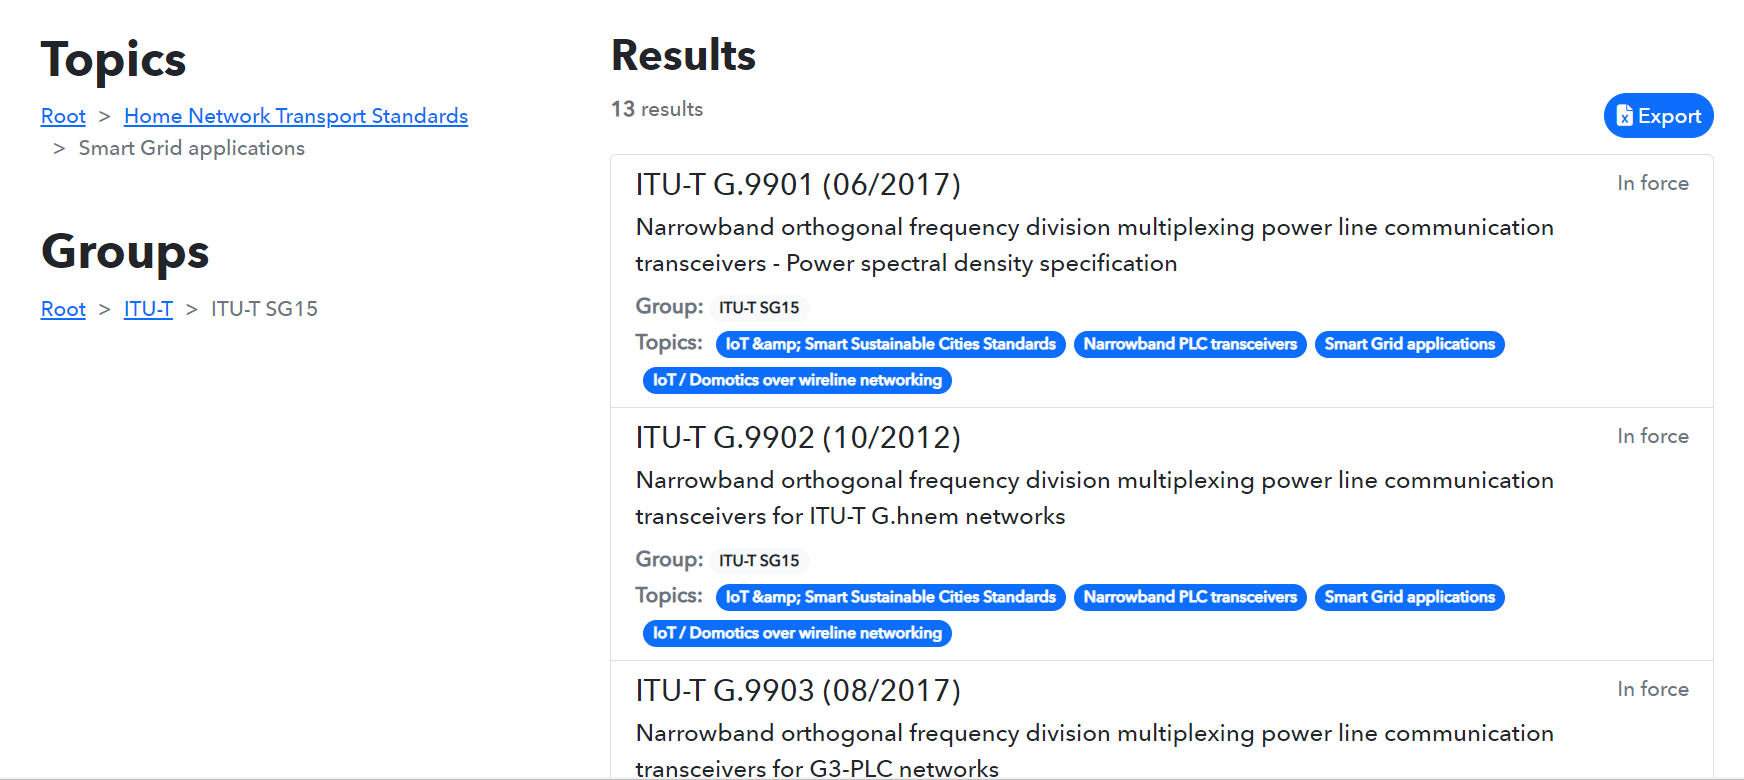 Topics
Root > Home Network Transport Standards
> Smart Grid applications
Groups
Root > ITU-T > ITU-T SG15
Results
13 results
Export
ITU-T G.9901 (06/2017)
In force
Narrowband orthogonal frequency division multiplexing power line communication
transceivers - Power spectral density specification
Group: ITU-T SG15
Topics: IoT &amp; Smart Sustainable Cities Standards Narrowband PLC transceivers Smart Grid applications
IoT / Domotics over wireline networking
ITU-T G.9902 (10/2012)
In force
Narrowband orthogonal frequency division multiplexing power line communication
transceivers for ITU-T G.hnem networks
Group: ITU-T SG15
Topics: IoT &amp; Smart Sustainable Cities Standards Narrowband PLC transceivers Smart Grid applications
IoT / Domotics over wireline networking
ITU-T G.9903 (08/2017)
In force
Narrowband orthogonal frequency division multiplexing power line communication
transceivers for G3-PLC networks